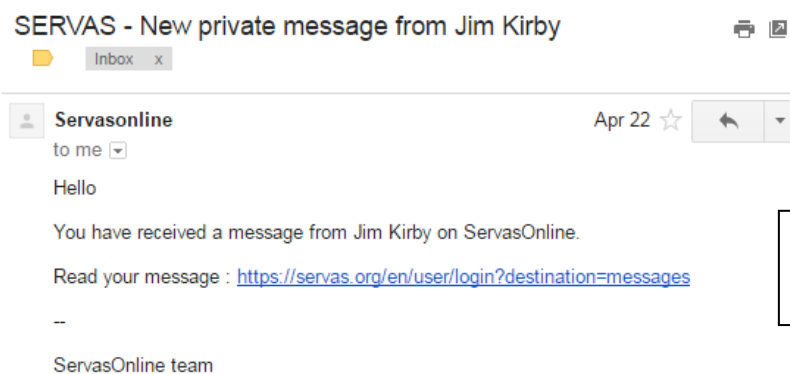 SERVAS - New private message from Jim Kirby
Inbox x
Servasonline
Apr 22
to me
Hello
You have received a message from Jim Kirby on ServasOnline.
Read your message : https://servas.org/en/user/login?destination=messages
--
ServasOnline team